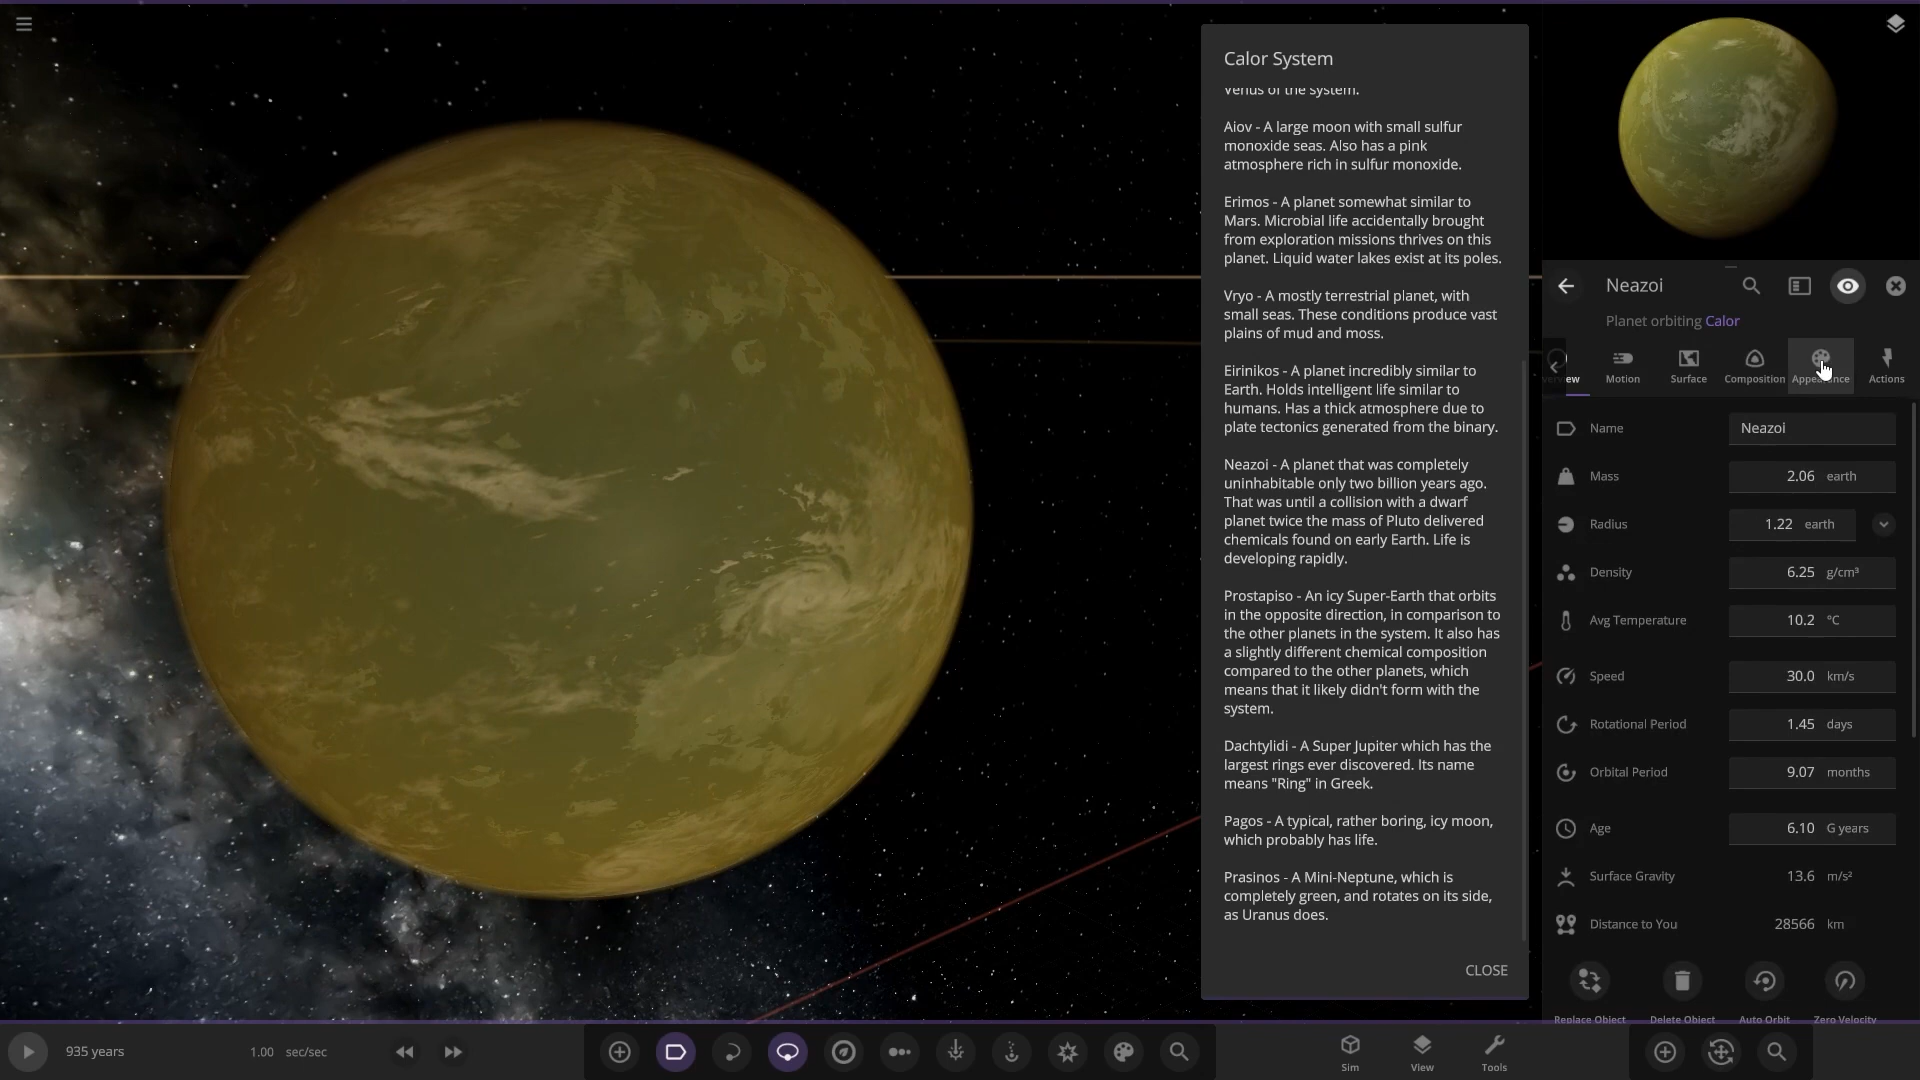 Calor System
Venus of the system.
Aiov - A large moon with small sulfur
monoxide seas. Also has a pink
atmosphere rich in sulfur monoxide.
Erimos - A planet somewhat similar to
Mars. Microbial life accidentally brought
from exploration missions thrives on this
planet. Liquid water lakes exist at its poles.
Vryo - A mostly terrestrial planet, with
small seas. These conditions produce vast
plains of mud and moss.
Eirinikos - A planet incredibly similar to
Earth. Holds intelligent life similar to
humans. Has a thick atmosphere due to
plate tectonics generated from the binary.
Neazoi - A planet that was completely
uninhabitable only two billion years ago.
That was until a collision with a dwarf
planet twice the mass of Pluto delivered
chemicals found on early Earth. Life is
developing rapidly.
Prostapiso - An icy Super-Earth that orbits
in the opposite direction, in comparison to
the other planets in the system. It also has
a slightly different chemical composition
compared to the other planets, which
means that it likely didn't form with the
system.
Dachtylidi - A Super Jupiter which has the
largest rings ever discovered. Its name
means "Ring" in Greek.
Pagos - A typical, rather boring, icy moon,
which probably has life.
Prasinos - A Mini-Neptune, which is
completely green, and rotates on its side,
as Uranus does.
CLOSE
Neazoi
Planet orbiting Calor
Motion Surface Composition Appearance Actions
Name Neazoi
Mass 2.06 earth
Radius 1.22 earth
Density 6.25 g/cm³
Avg Temperature 10.2 °C
Speed 30.0 km/s
Rotational Period 1.45 days
Orbital Period 9.07 months
Age 6.10 G years
Surface Gravity 13.6 m/s²
Distance to You 28566 km
Replace Object Delete Object Auto Orbit Zero Velocity
935 years 1.00 sec/sec
Sim View Tools